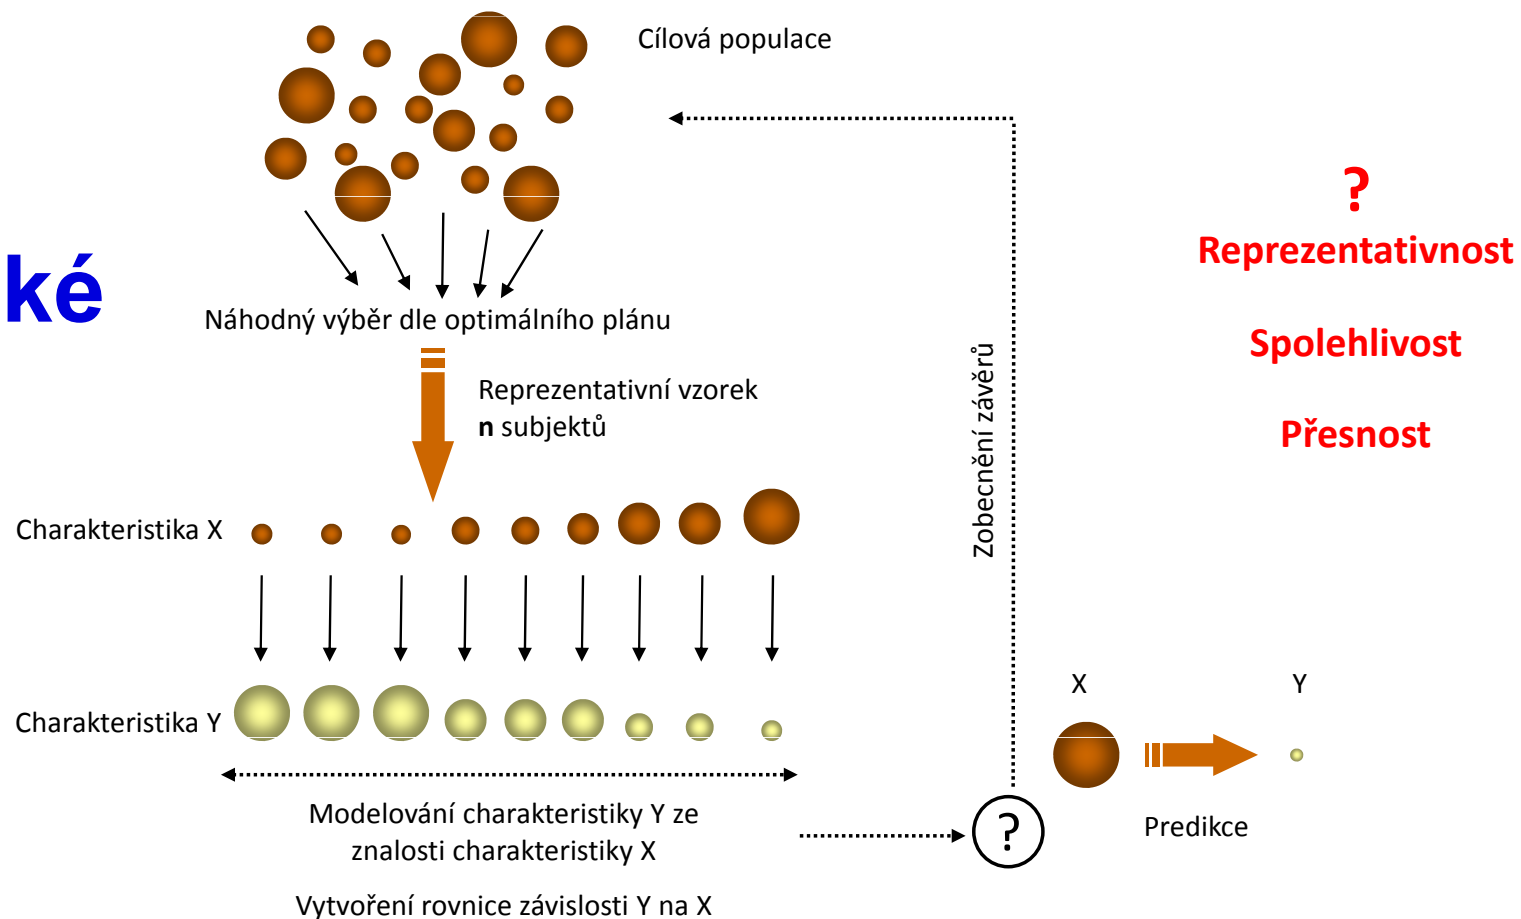 Cílová populace
?
Reprezentativnost
ké
Náhodný výběr dle optimálního plánu
Spolehlivost
Reprezentativní vzorek
n subjektů
Zobecnění závěrů
Přesnost
Charakteristika X
X
Y
Charakteristika Y
Modelování charakteristiky Y ze
znalosti charakteristiky X
?
Predikce
Vytvoření rovnice závislosti Y na X